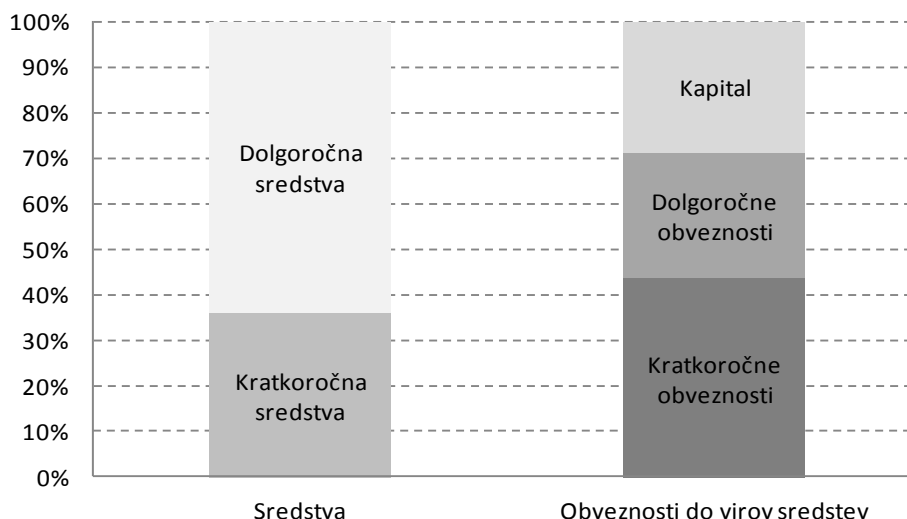 100%
90%
80%
70%
60%
50%
40%
30%
20%
10%
0%
Dolgoročna
sredstva
Kratkoročna
sredstva
Kapital
Dolgoročne
obveznosti
Kratkoročne
obveznosti
Sredstva
Obveznosti do virov sredstev